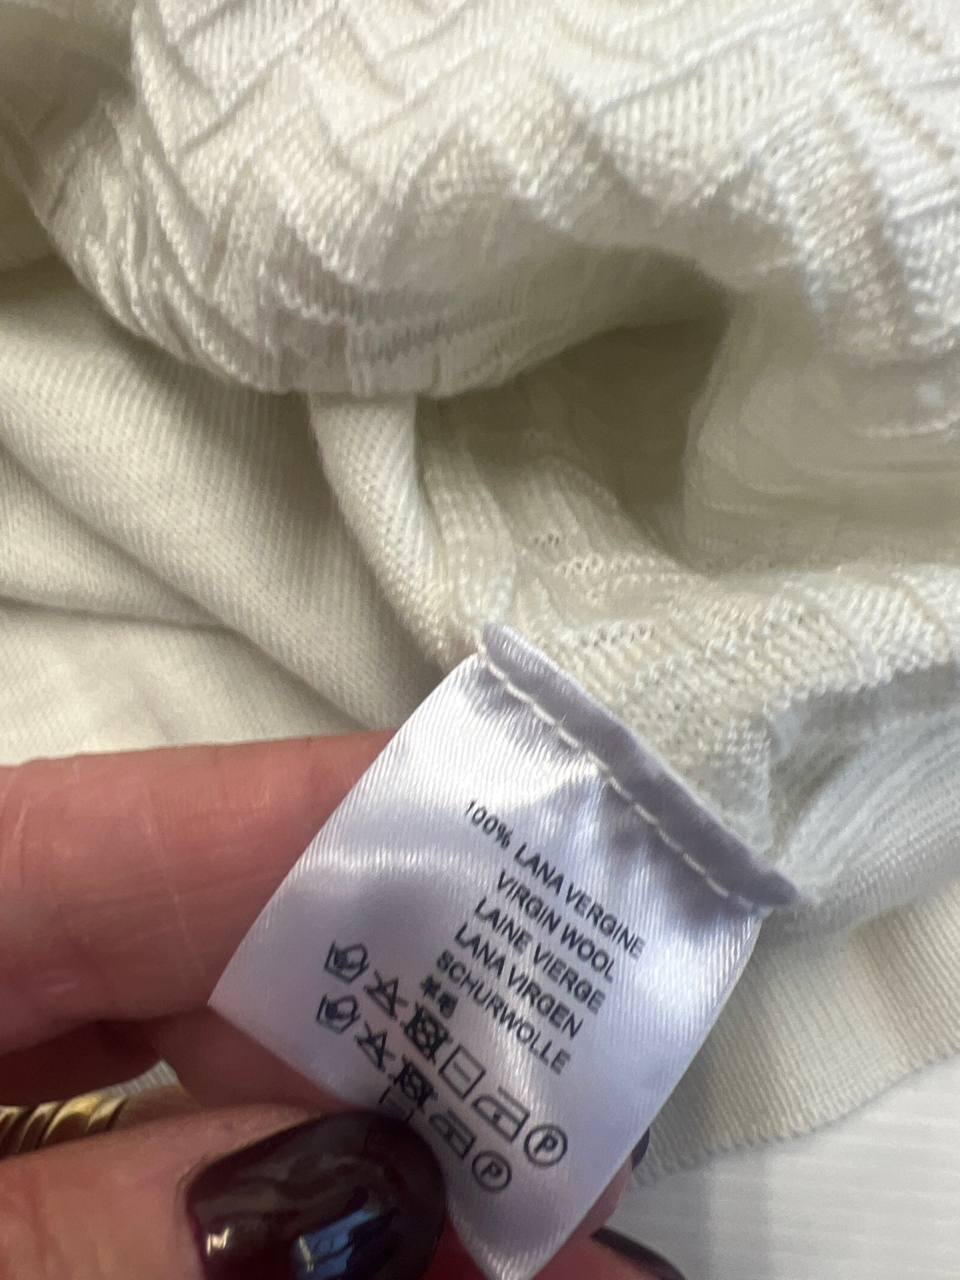 100% LANA VERGINE
VIRGIN WOOL
LAINE VIERGE
LANA VIRGEN
SCHURWOLLE
P
P